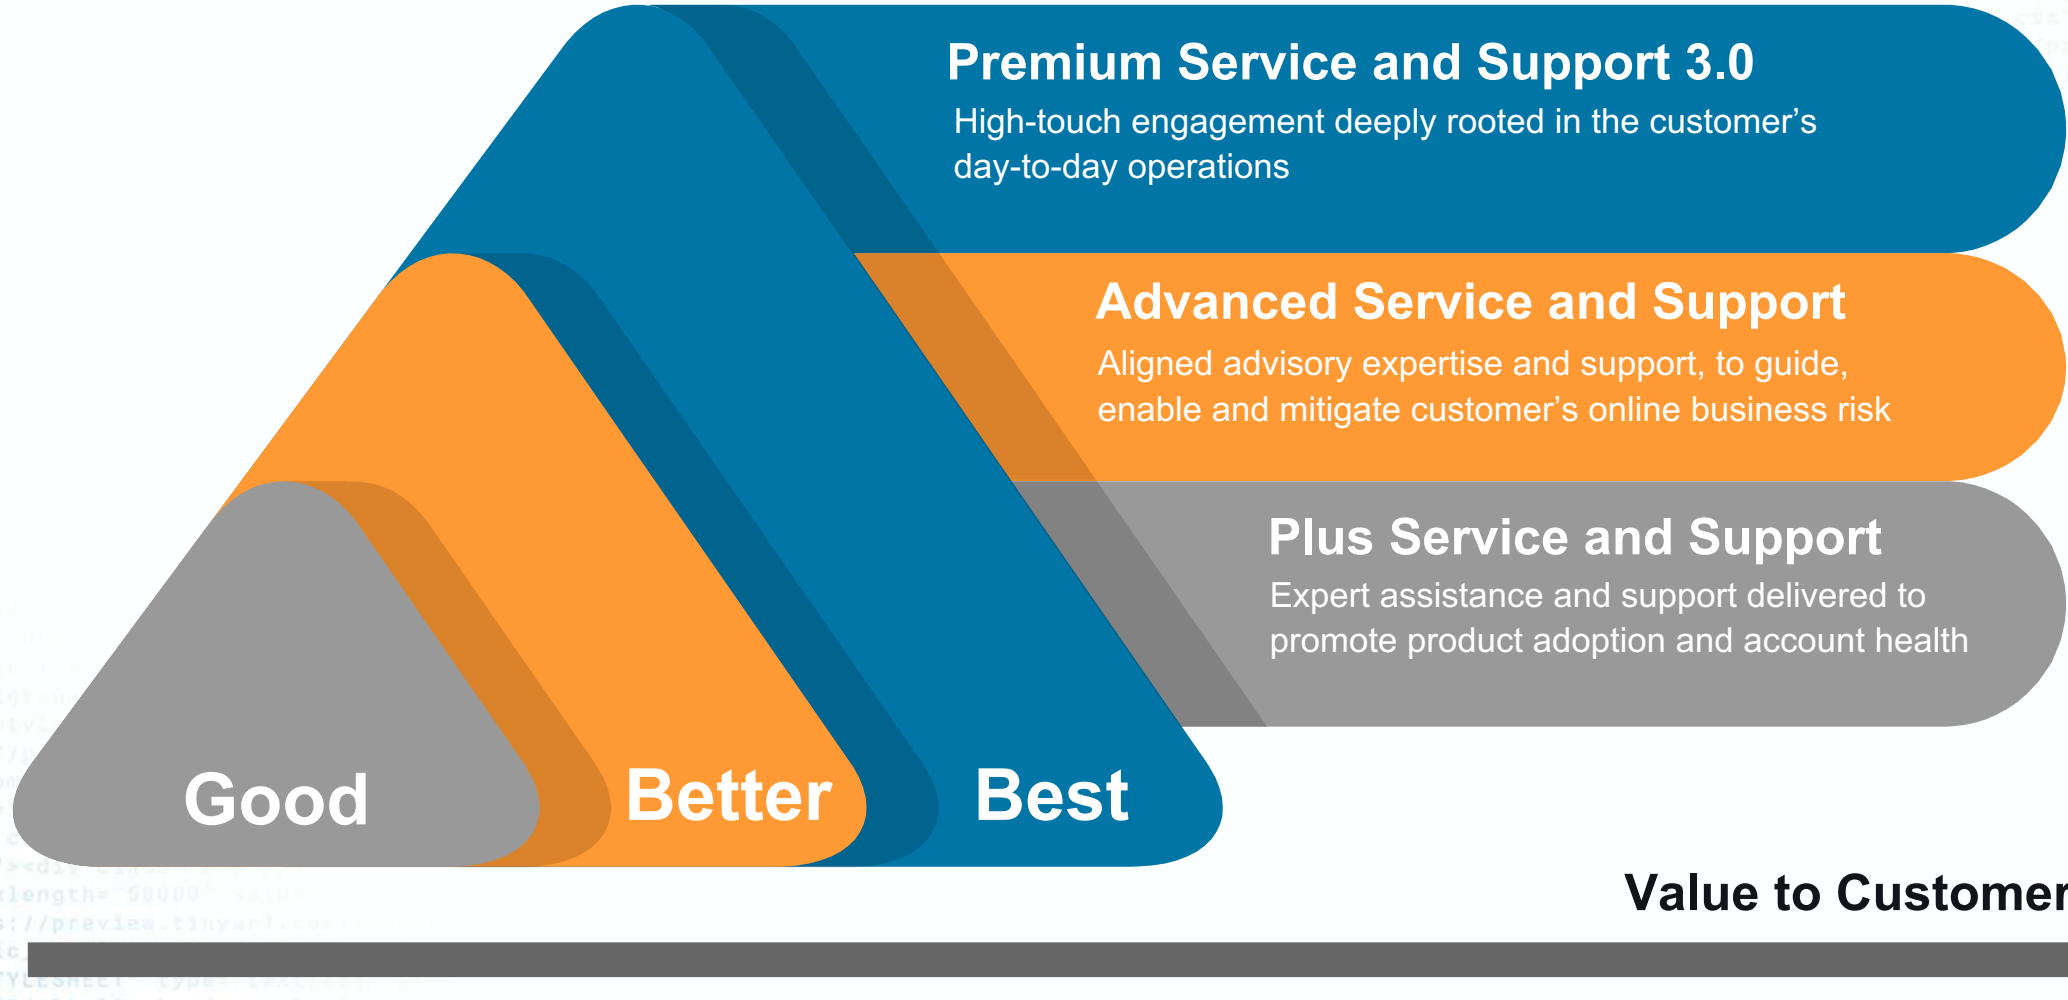 Premium Service and Support 3.0
High-touch engagement deeply rooted in the customer’s
day-to-day operations
Advanced Service and Support
Aligned advisory expertise and support, to guide,
enable and mitigate customer’s online business risk
Plus Service and Support
Expert assistance and support delivered to
promote product adoption and account health
Good
Better
Best
Value to Customer